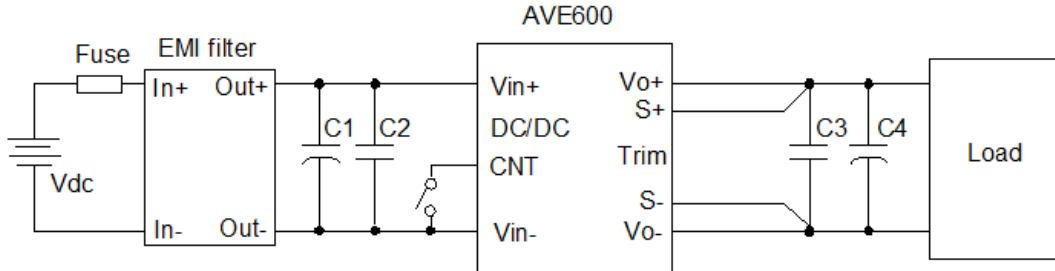 AVE600
Fuse
EMI filter
In+ Out+
Vin+
Vo+
S+
C1 C2
DC/DC
C3 C4
CNT
Trim
Load
Vdc
S-
In- Out-
Vin-
Vo-